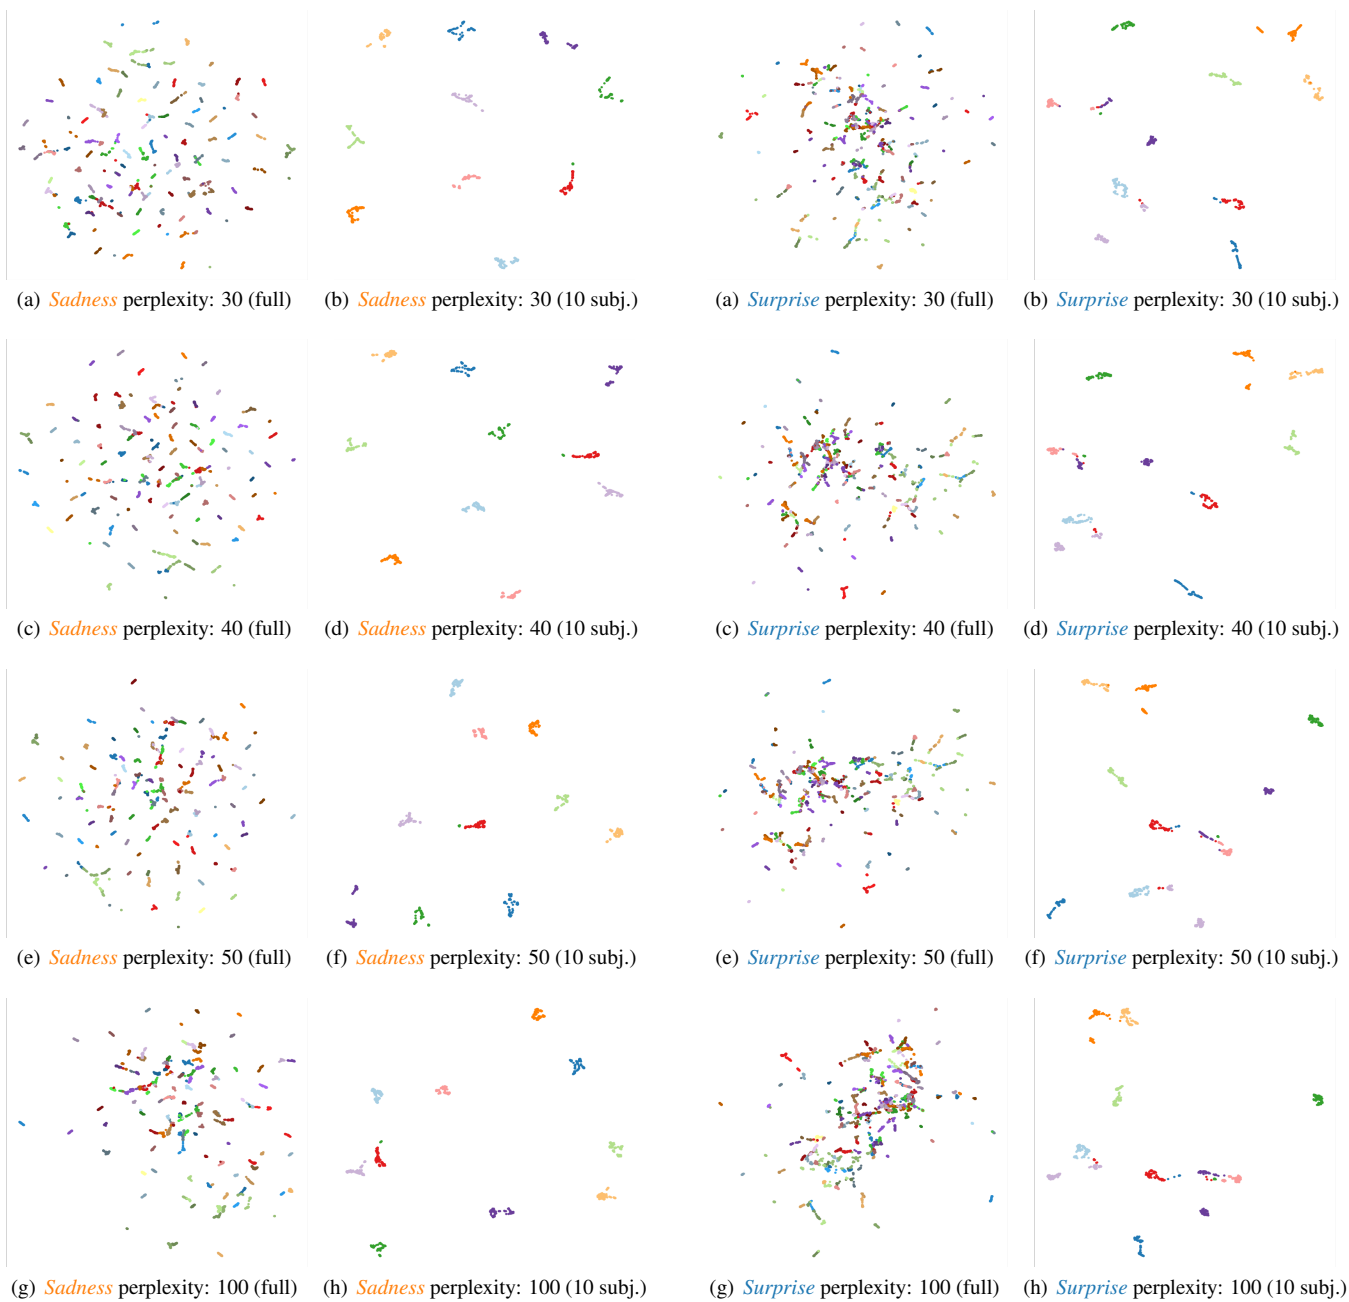 (a) Sadness perplexity: 30 (full)
(b) Sadness perplexity: 30 (10 subj.)
(a) Surprise perplexity: 30 (full)
(b) Surprise perplexity: 30 (10 subj.)
(c) Sadness perplexity: 40 (full)
(d) Sadness perplexity: 40 (10 subj.)
(c) Surprise perplexity: 40 (full)
(d) Surprise perplexity: 40 (10 subj.)
(e) Sadness perplexity: 50 (full)
(f) Sadness perplexity: 50 (10 subj.)
(e) Surprise perplexity: 50 (full)
(f) Surprise perplexity: 50 (10 subj.)
(g) Sadness perplexity: 100 (full)
(h) Sadness perplexity: 100 (10 subj.)
(g) Surprise perplexity: 100 (full)
(h) Surprise perplexity: 100 (10 subj.)